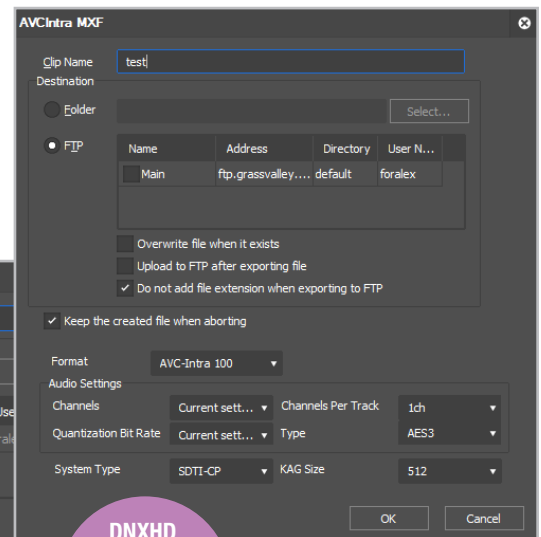 AVCIntra MXF
Clip Name test
Destination
Folder Select...
FTP
Name Address Directory User N...
Main ftp.grassvalley.... default foralex
Overwrite file when it exists
Upload to FTP after exporting file
Do not add file extension when exporting to FTP
Keep the created file when aborting
Format AVC-Intra 100
Audio Settings
Channels Current sett... Channels Per Track 1ch
Quantization Bit Rate Current sett... Type AES3
System Type SDTI-CP KAG Size 512
OK Cancel
DNXHD